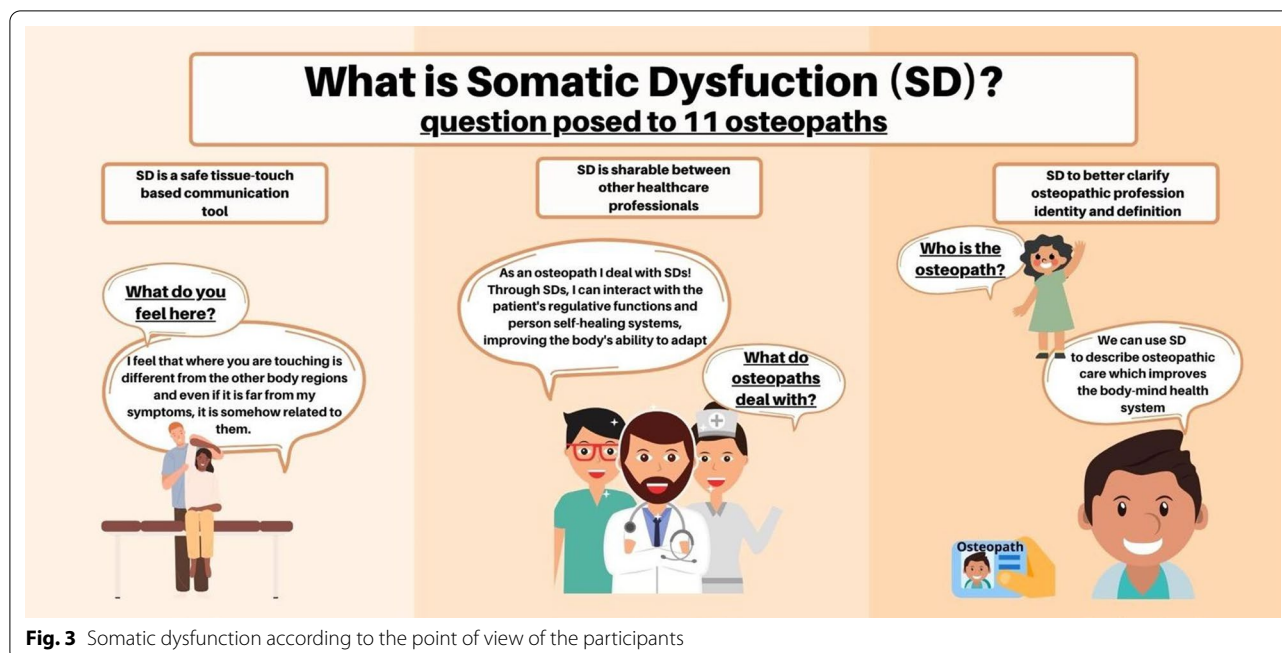 What is Somatic Dysfuction (SD)?
question posed to 11 osteopaths
SD is a safe tissue-touch
based communication
tool
What do you
feel here?
I feel that where you are touching is
different from the other body regions
and even if it is far from my
symptoms, it is somehow related to
them.
SD is sharable between
other healthcare
professionals
As an osteopath I deal with SDs!
Through SDs, I can interact with the
patient's regulative functions and
person self-healing systems,
improving the body's ability to adapt
What do
osteopaths
deal with?
SD to better clarify
osteopathic profession
identity and definition
Who is the
osteopath?
We can use SD
to describe osteopathic
care which improves
the body-mind health
system
Osteopath
Fig. 3 Somatic dysfunction according to the point of view of the participants